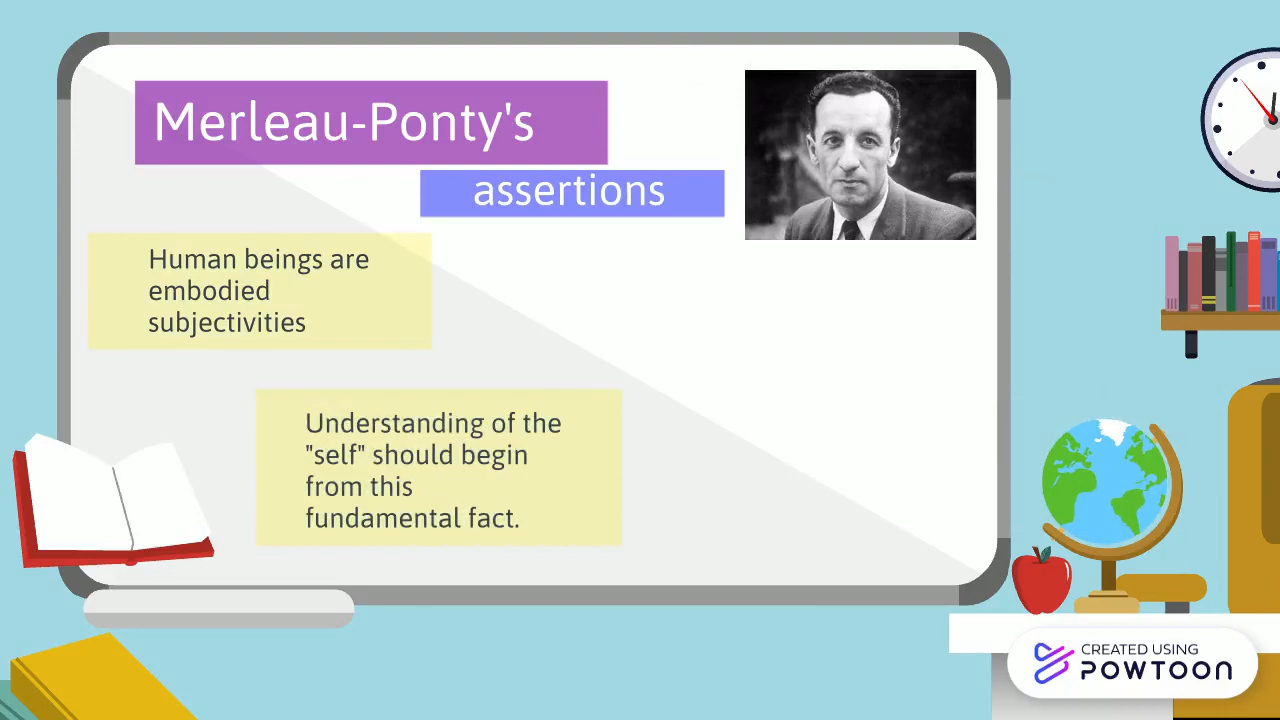 Merleau-Ponty's
assertions
Human beings are
embodied
subjectivities
Understanding of the
"self" should begin
from this
fundamental fact.
CREATED USING
POWTOON